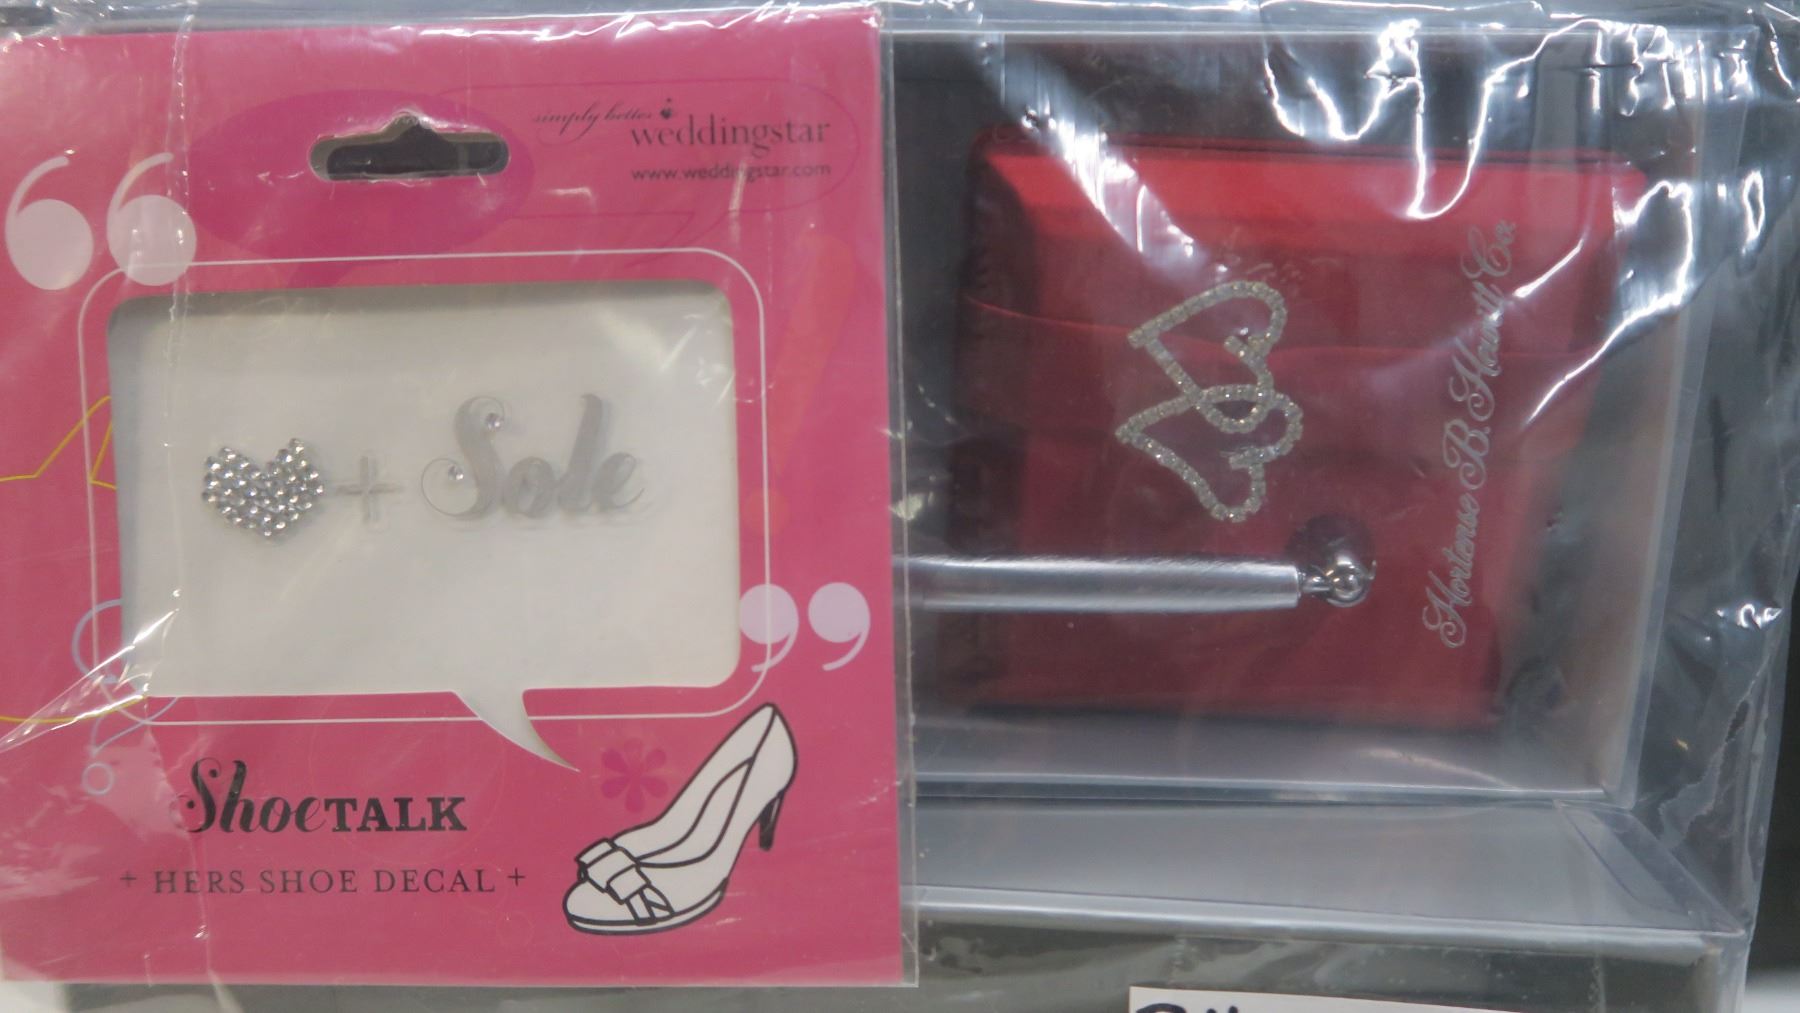 simply better
weddingstar
www.weddingstar.com
+ Sole
ShoeTALK
+ HERS SHOE DECAL +
Hortense B. Hewitt Co.